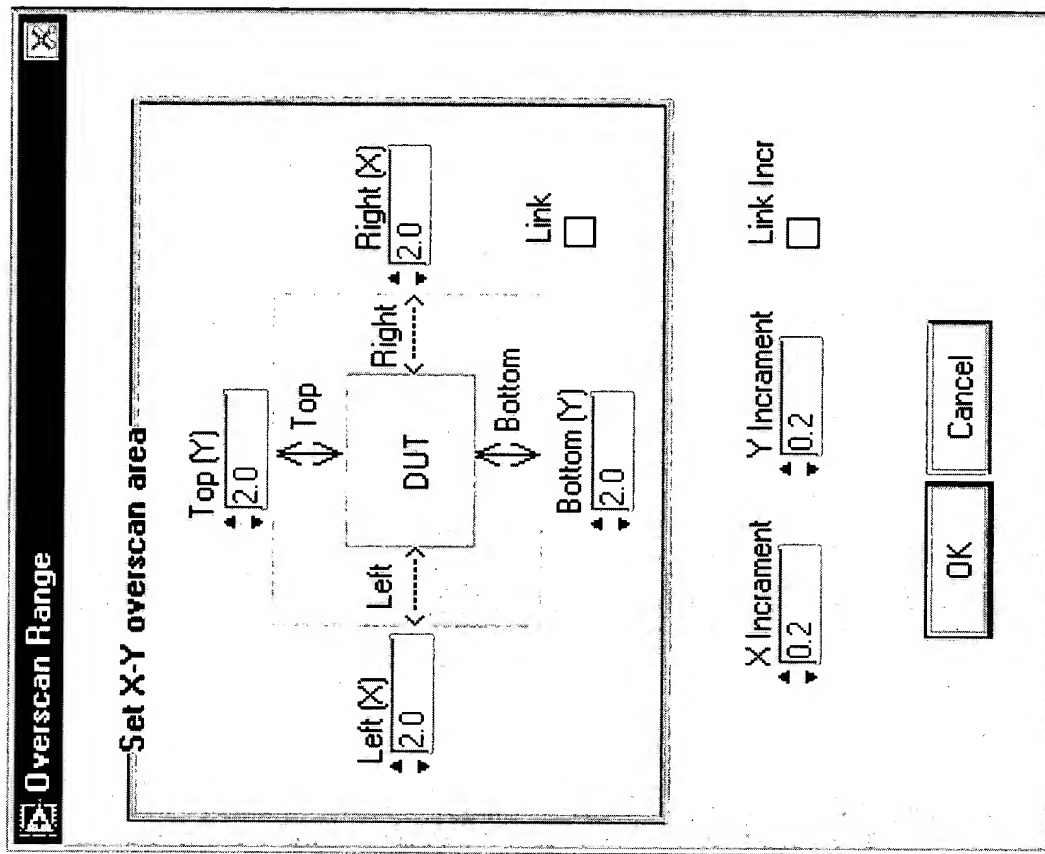 Overscan Range
Set X-Y overscan area
Top (Y)
2.0
Top
Left (X)
2.0
Left
DUT
Right
Right (X)
2.0
Bottom
Bottom (Y)
2.0
Link
X Incrament
0.2
Y Incrament
0.2
Link Incr
OK
Cancel